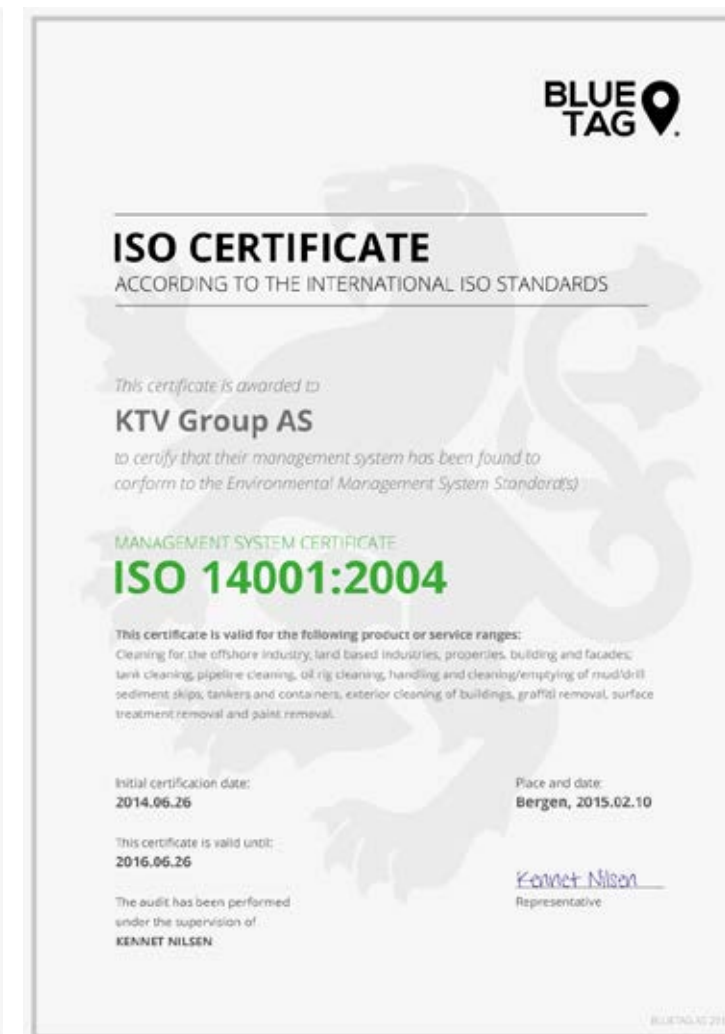 BLUE
TAG
ISO CERTIFICATE
ACCORDING TO THE INTERNATIONAL ISO STANDARDS
This certificate is awarded to
KTV Group AS
to certify that their management system has been found to
conform to the Environmental Management System Standard(s)
MANAGEMENT SYSTEM CERTIFICATE
ISO 14001:2004
This certificate is valid for the following product or service ranges:
Cleaning for the offshore industry, land based industries, properties, building and facades;
tank cleaning, pipeline cleaning, oil rig cleaning, handling and cleaning/emptying of mud/drill
sediment skips, tankers and containers, exterior cleaning of buildings, graffiti removal, surface
treatment removal and paint removal.
Initial certification date:
2014.06.26
Place and date:
Bergen, 2015.02.10
This certificate is valid until:
2016.06.26
Kennet Nilsen
Representative
The audit has been performed
under the supervision of
KENNET NILSEN
BLUETAG AS